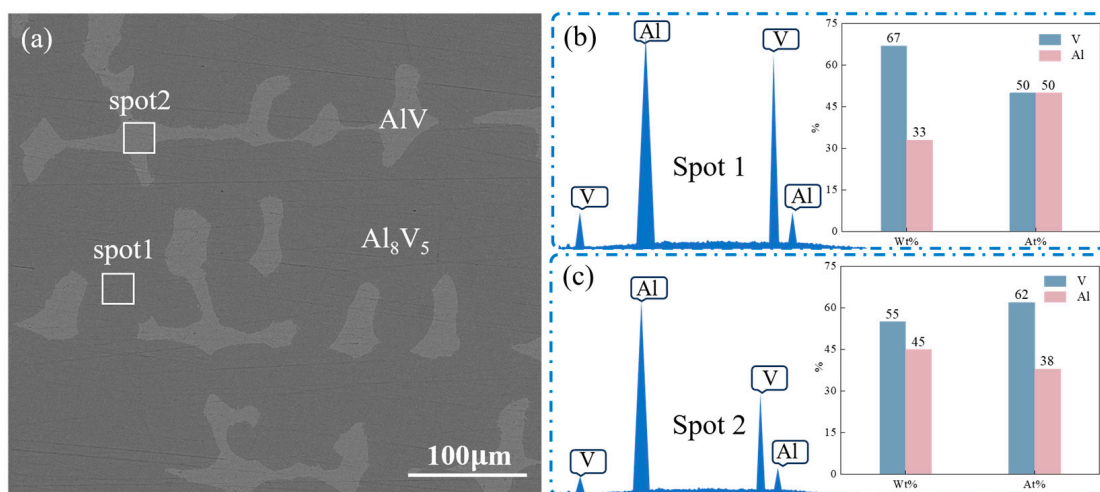 (a)
spot2
AlV
Al₈V₅
spot1
100μm
(b)
Al
V
V
Al
Spot 1
75
60
45
30
15
0
%
67
33
50
50
V
Al
Wt%
At%
(c)
Al
V
V
Al
Spot 2
75
60
45
30
15
0
%
55
45
62
38
V
Al
Wt%
At%